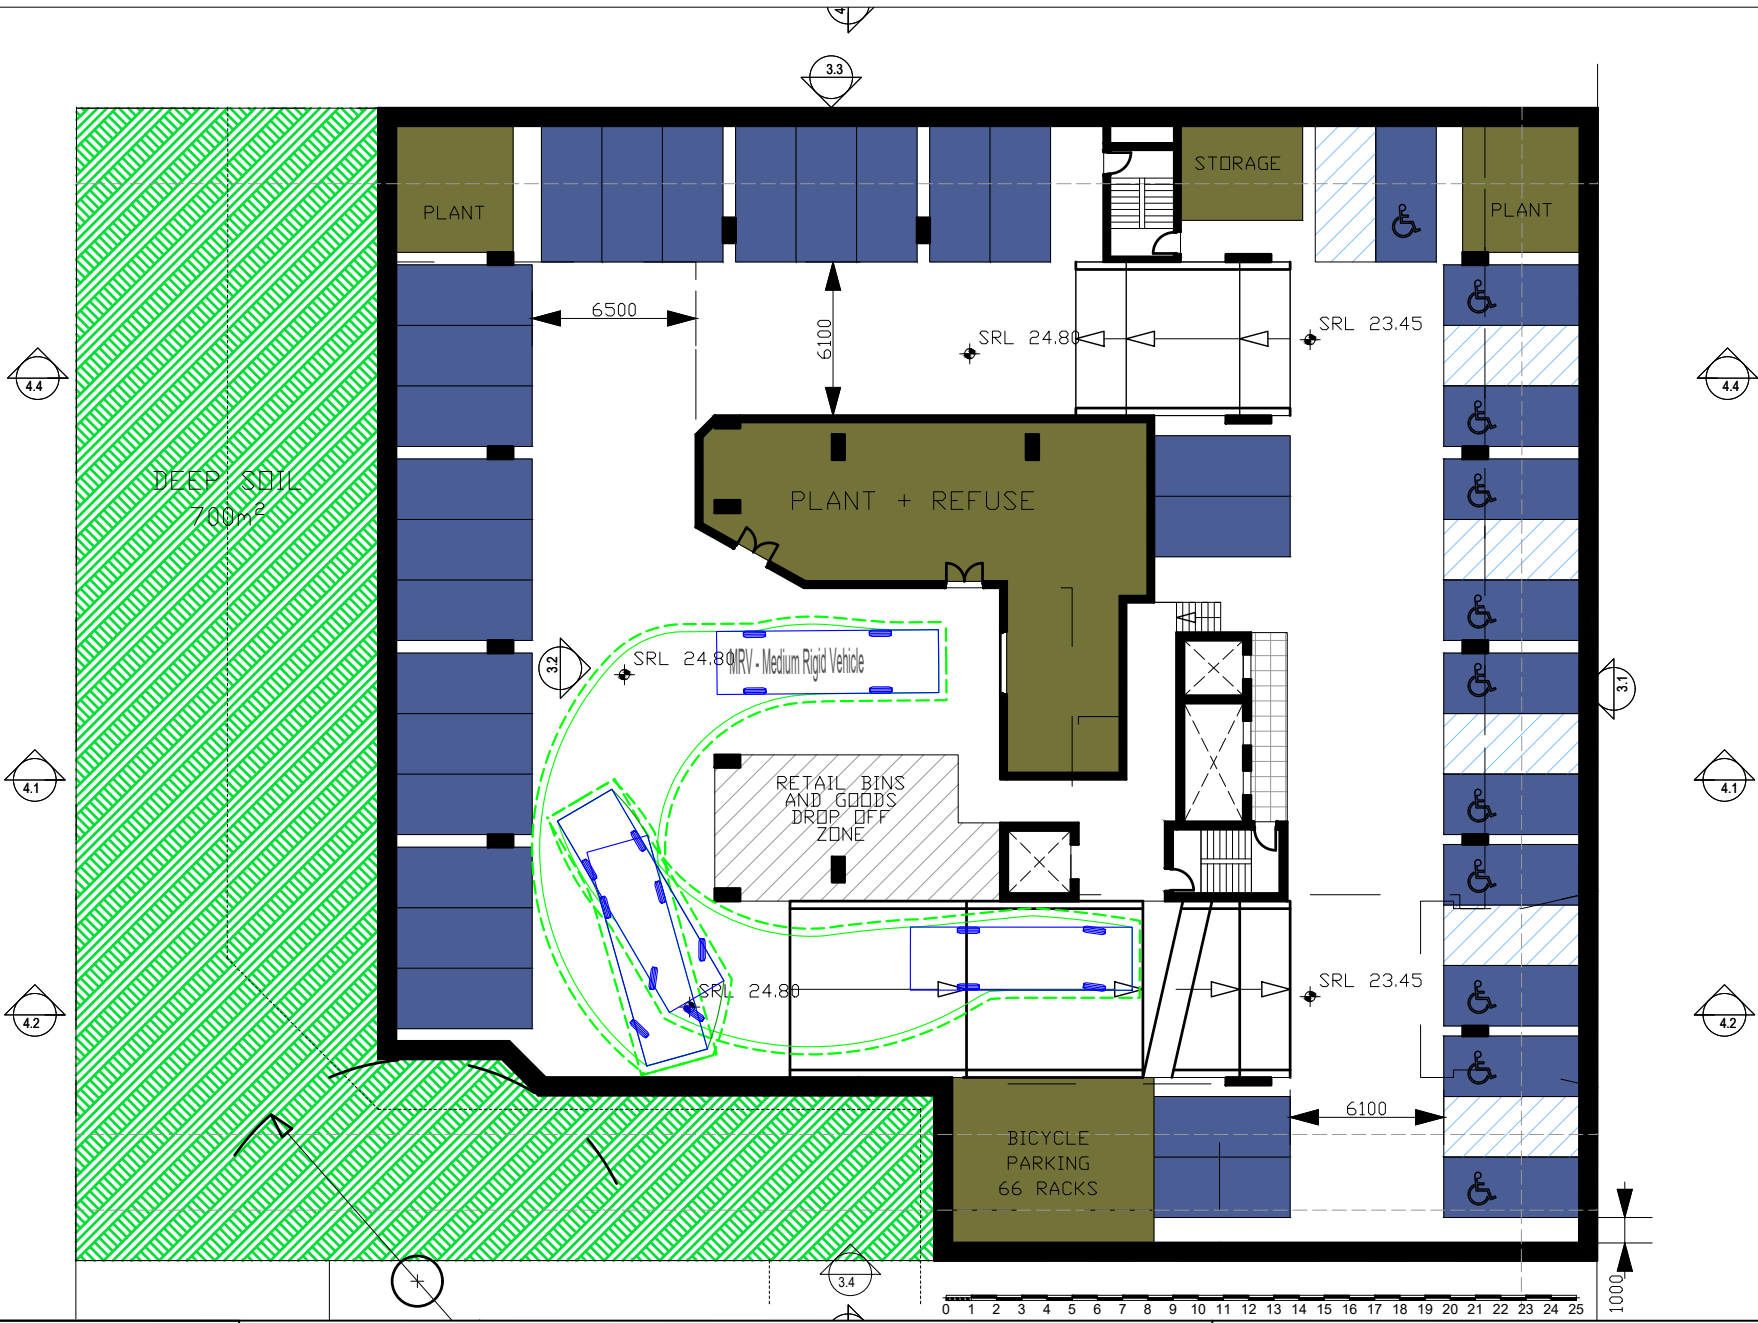 4.
3.3
STORAGE
PLANT
PLANT
6500
6100
SRL 24.80
SRL 23.45
4.4
4.4
DEEP SOIL
700m²
PLANT + REFUSE
3.2
SRL 24.80
MRV - Medium Rigid Vehicle
3.1
4.1
4.1
RETAIL BINS
AND GOODS
DROP OFF
ZONE
SRL 24.80
SRL 23.45
4.2
4.2
6100
BICYCLE
PARKING
66 RACKS
3.4
1000
0 1 2 3 4 5 6 7 8 9 10 11 12 13 14 15 16 17 18 19 20 21 22 23 24 25